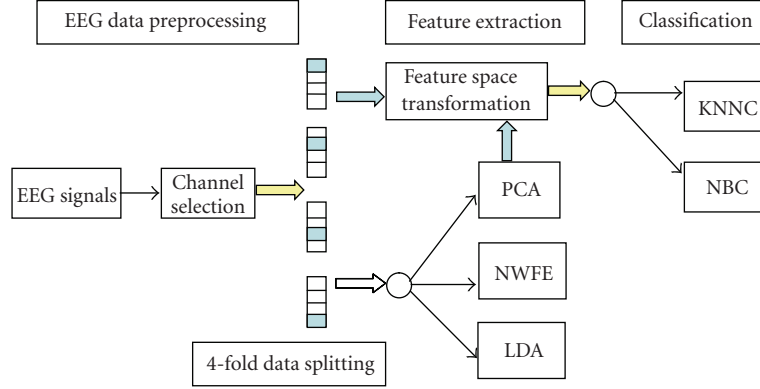 EEG data preprocessing
Feature extraction
Classification
Feature space
transformation
KNNC
EEG signals
Channel
selection
PCA
NBC
NWFE
LDA
4-fold data splitting